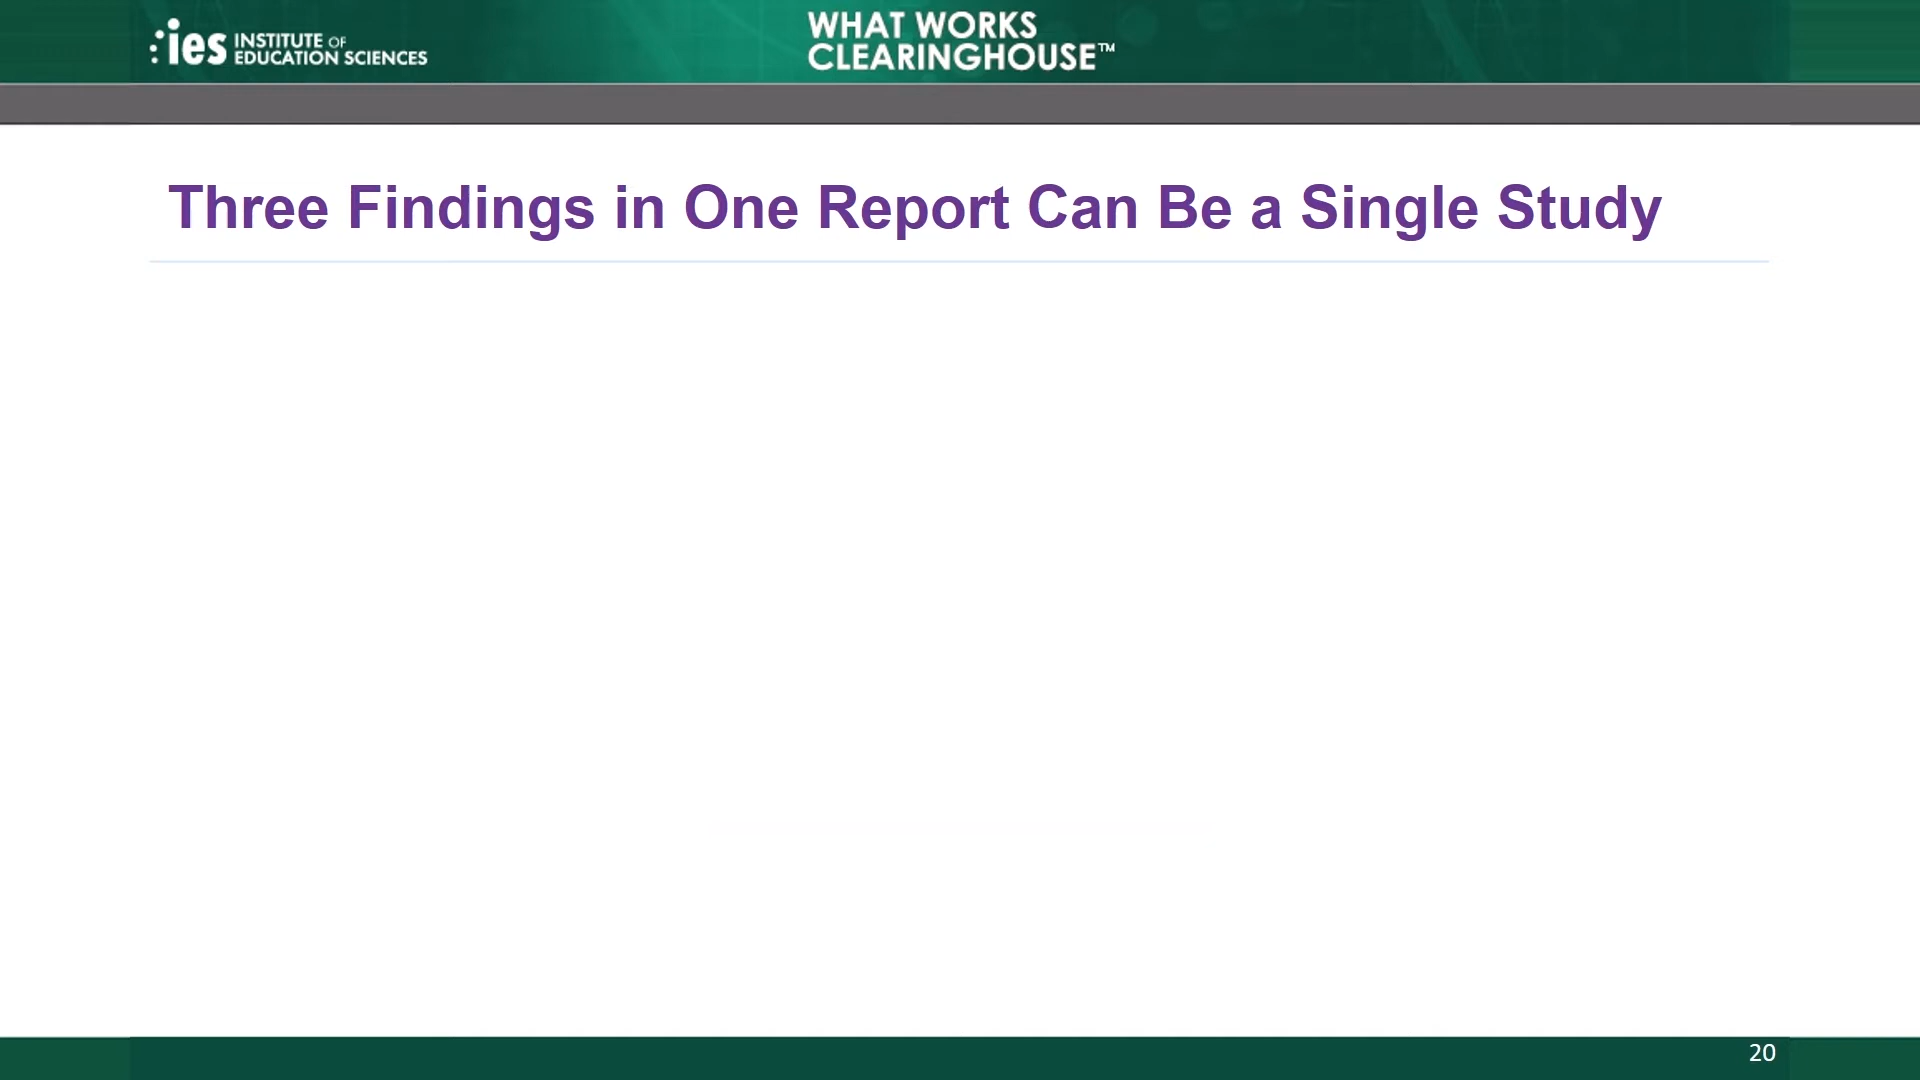 ies INSTITUTE OF
EDUCATION SCIENCES
WHAT WORKS
CLEARINGHOUSE™
Three Findings in One Report Can Be a Single Study
20